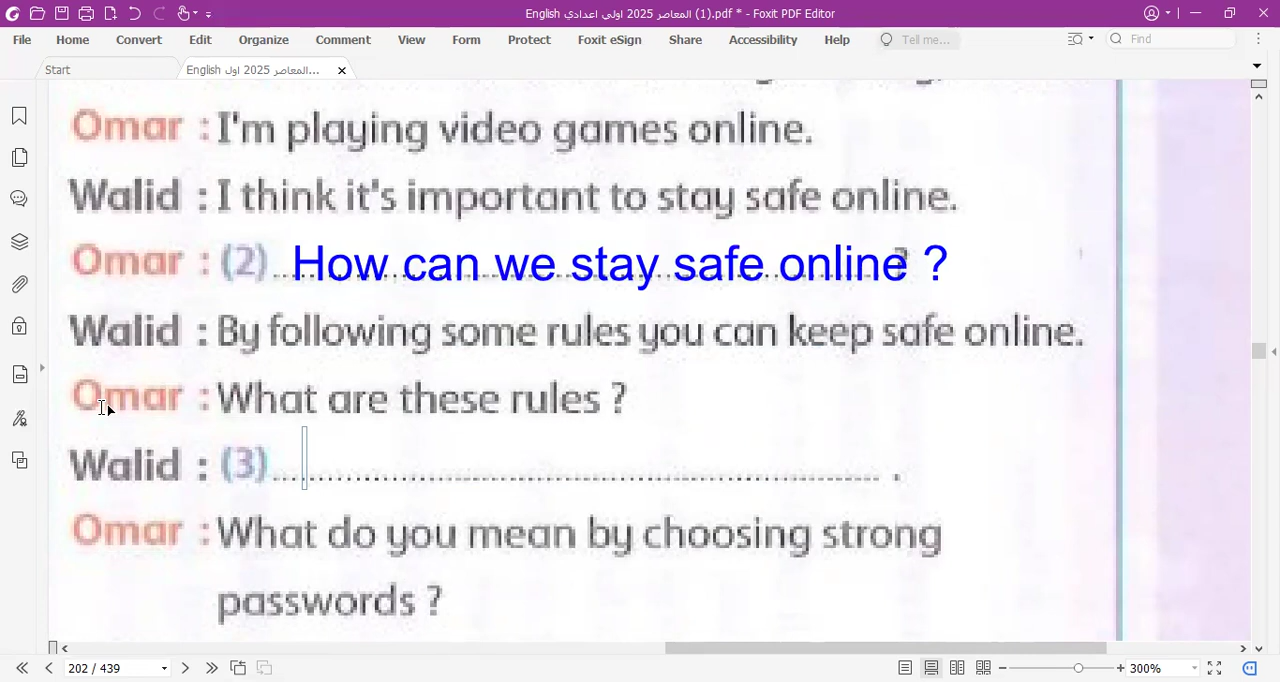 English المعاصر 2025 اولي اعدادي (1).pdf * - Foxit PDF Editor
File Home Convert Edit Organize Comment View Form Protect Foxit eSign Share Accessibility Help Tell me... Find
Start English المعاصر 2025 اول...
Omar : I'm playing video games online.
Walid : I think it's important to stay safe online.
Omar : (2) How can we stay safe online ?
Walid : By following some rules you can keep safe online.
Omar : What are these rules ?
Walid : (3) .................................................. .
Omar : What do you mean by choosing strong
passwords ?
202 / 439 300%